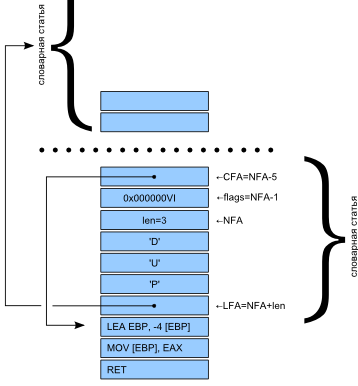 словарная статья
←CFA=NFA-5
0x000000VI
←flags=NFA-1
len=3
←NFA
'D'
'U'
'P'
←LFA=NFA+len
LEA EBP, -4 [EBP]
MOV [EBP], EAX
RET
словарная статья